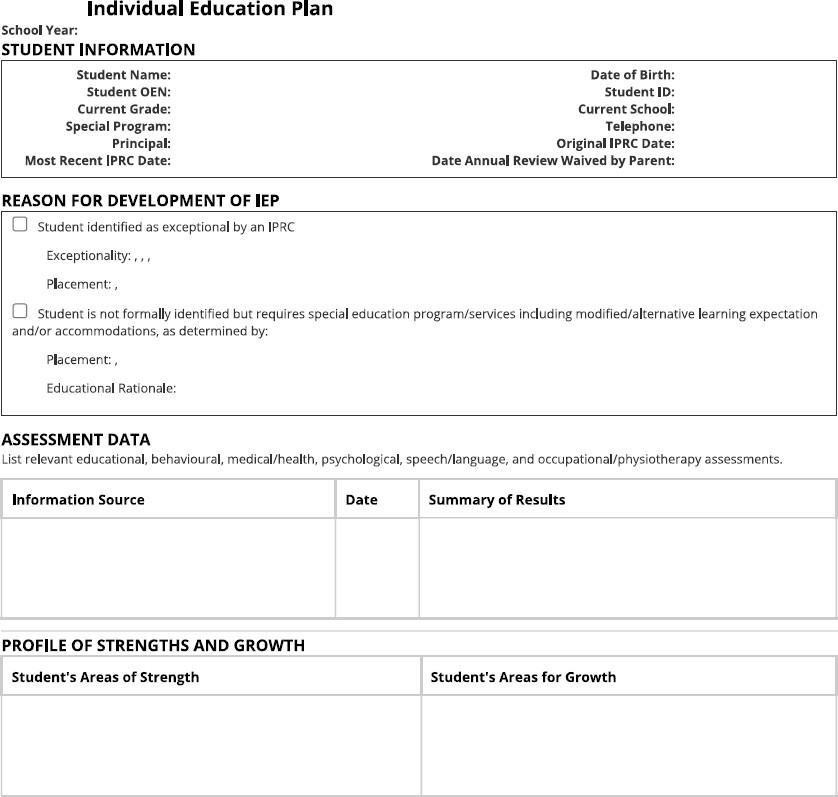 Individual Education Plan
School Year:
STUDENT INFORMATION
Student Name: Date of Birth:
Student OEN: Student ID:
Current Grade: Current School:
Special Program: Telephone:
Principal: Original IPRC Date:
Most Recent IPRC Date: Date Annual Review Waived by Parent:
REASON FOR DEVELOPMENT OF IEP
Student identified as exceptional by an IPRC
Exceptionality: , , ,
Placement: ,
Student is not formally identified but requires special education program/services including modified/alternative learning expectation
and/or accommodations, as determined by:
Placement: ,
Educational Rationale:
ASSESSMENT DATA
List relevant educational, behavioural, medical/health, psychological, speech/language, and occupational/physiotherapy assessments.
Information Source Date Summary of Results
PROFILE OF STRENGTHS AND GROWTH
Student's Areas of Strength Student's Areas for Growth